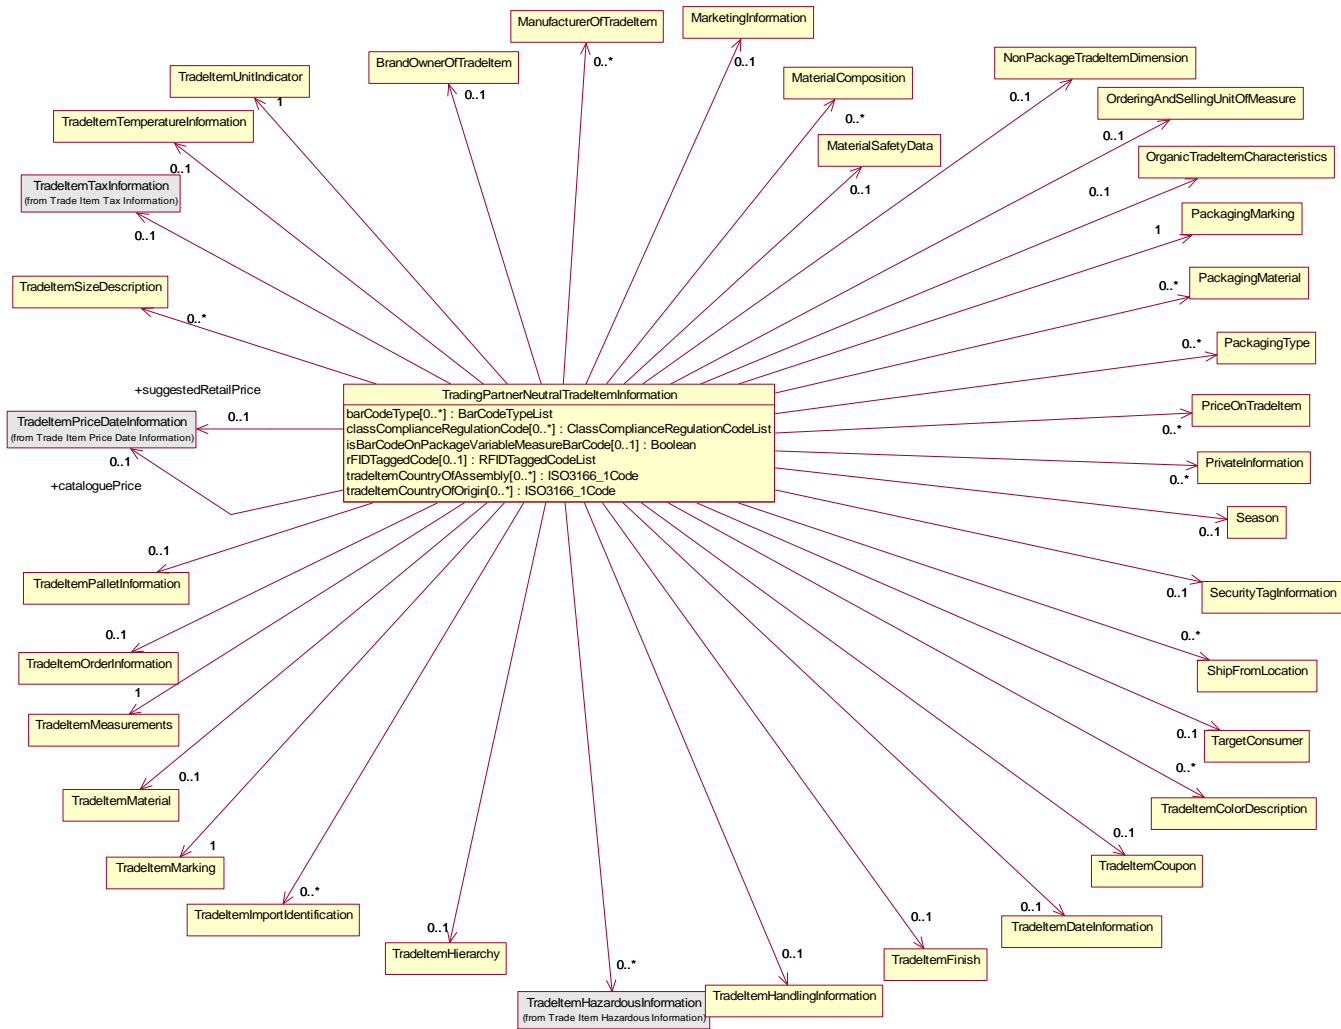 ManufacturerOfTradeItem
0..*
MarketingInformation
0..1
BrandOwnerOfTradeItem
0..1
TradeItemUnitIndicator
1
MaterialComposition
0..*
NonPackageTradeItemDimension
0..1
OrderingAndSellingUnitOfMeasure
0..1
TradeItemTemperatureInformation
0..1
MaterialSafetyData
0..1
OrganicTradeItemCharacteristics
0..1
TradeItemTaxInformation
(from Trade Item Tax Information)
0..1
PackagingMarking
1
TradeItemSizeDescription
0..*
PackagingMaterial
0..*
PackagingType
0..*
+suggestedRetailPrice
0..1
TradeItemPriceDateInformation
(from Trade Item Price Date Information)
0..1
+cataloguePrice
TradingPartnerNeutralTradeItemInformation
barCodeType[0..*] : BarCodeTypeList
classComplianceRegulationCode[0..*] : ClassComplianceRegulationCodeList
isBarCodeOnPackageVariableMeasureBarCode[0..1] : Boolean
rFIDTaggedCode[0..1] : RFIDTaggedCodeList
tradeItemCountryOfAssembly[0..*] : ISO3166_1Code
tradeItemCountryOfOrigin[0..*] : ISO3166_1Code
PriceOnTradeItem
0..*
PrivateInformation
0..*
Season
0..1
0..1
TradeItemPalletInformation
0..1
SecurityTagInformation
0..1
TradeItemOrderInformation
0..*
ShipFromLocation
1
TradeItemMeasurements
0..1
TargetConsumer
0..1
TradeItemMaterial
0..*
TradeItemColorDescription
1
TradeItemMarking
0..1
TradeItemCoupon
0..*
TradeItemImportIdentification
0..1
TradeItemHierarchy
0..1
TradeItemDateInformation
0..1
TradeItemFinish
0..*
TradeItemHazardousInformation
(from Trade Item Hazardous Information)
0..1
TradeItemHandlingInformation